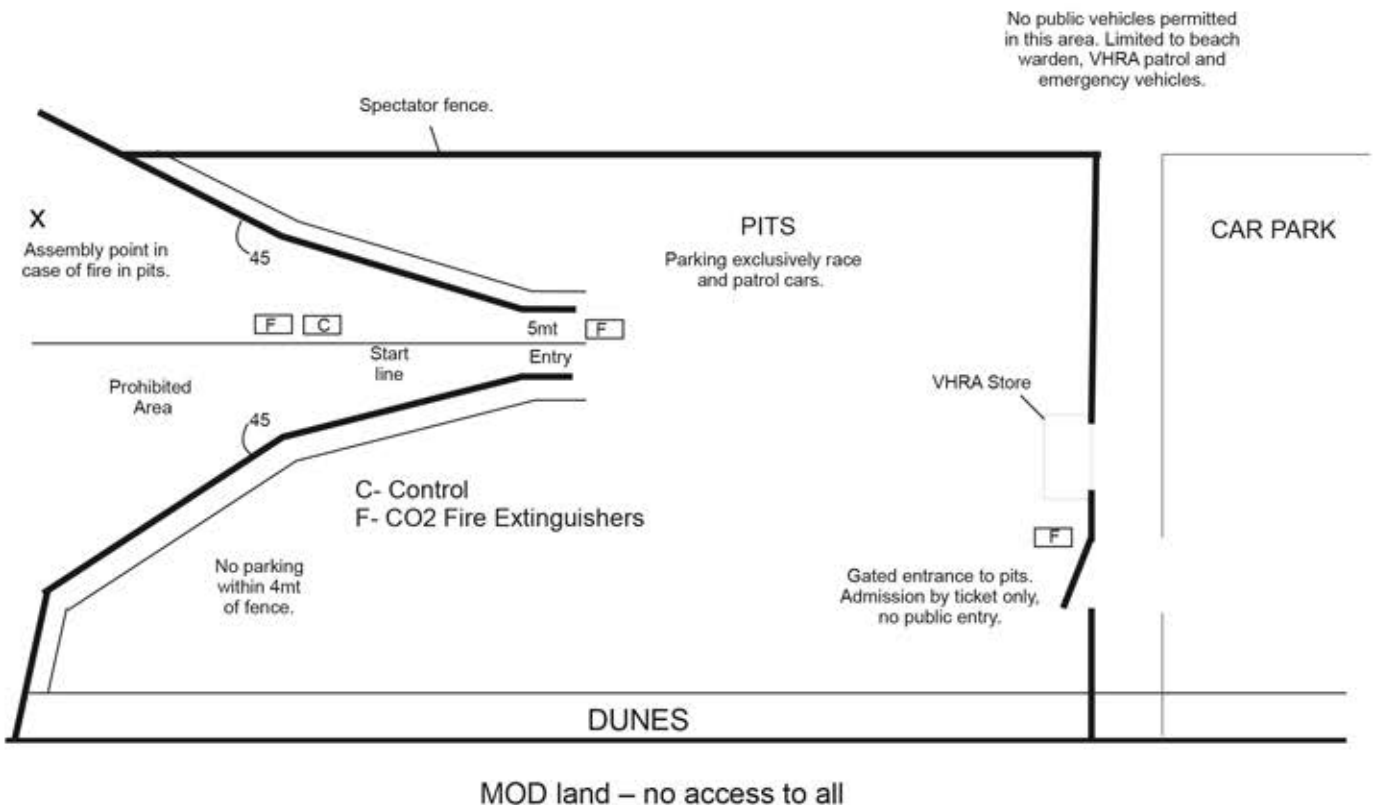 No public vehicles permitted
in this area. Limited to beach
warden, VHRA patrol and
emergency vehicles.
Spectator fence.
X
Assembly point in
case of fire in pits.
45
PITS
Parking exclusively race
and patrol cars.
CAR PARK
F
C
5mt
F
Start
line
Entry
Prohibited
Area
VHRA Store
45
C- Control
F- CO2 Fire Extinguishers
F
No parking
within 4mt
of fence.
Gated entrance to pits.
Admission by ticket only,
no public entry.
DUNES
MOD land – no access to all